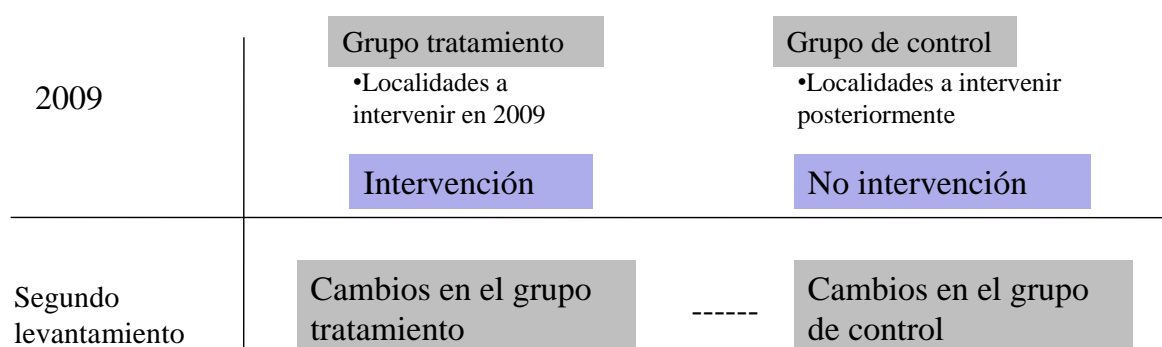 Grupo tratamiento
Grupo de control
2009
•Localidades a
intervenir en 2009
•Localidades a intervenir
posteriormente
Intervención
No intervención
Segundo
levantamiento
Cambios en el grupo
tratamiento
------
Cambios en el grupo
de control